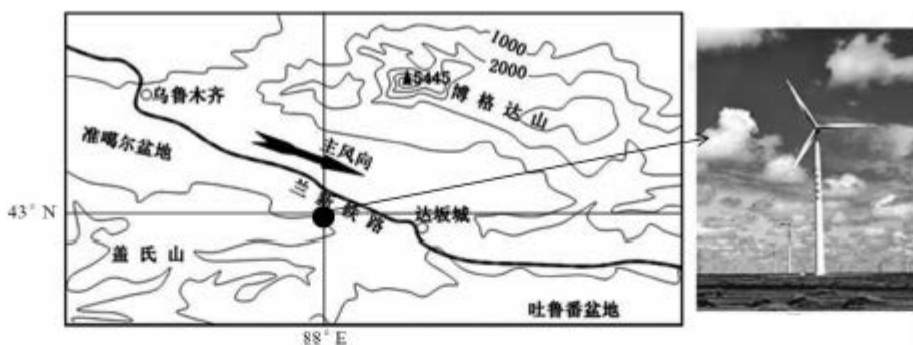 1000
2000
5445
博格达山
乌鲁木齐
准噶尔盆地
主风向
兰新铁路
43° N
达坂城
盖氏山
吐鲁番盆地
88° E